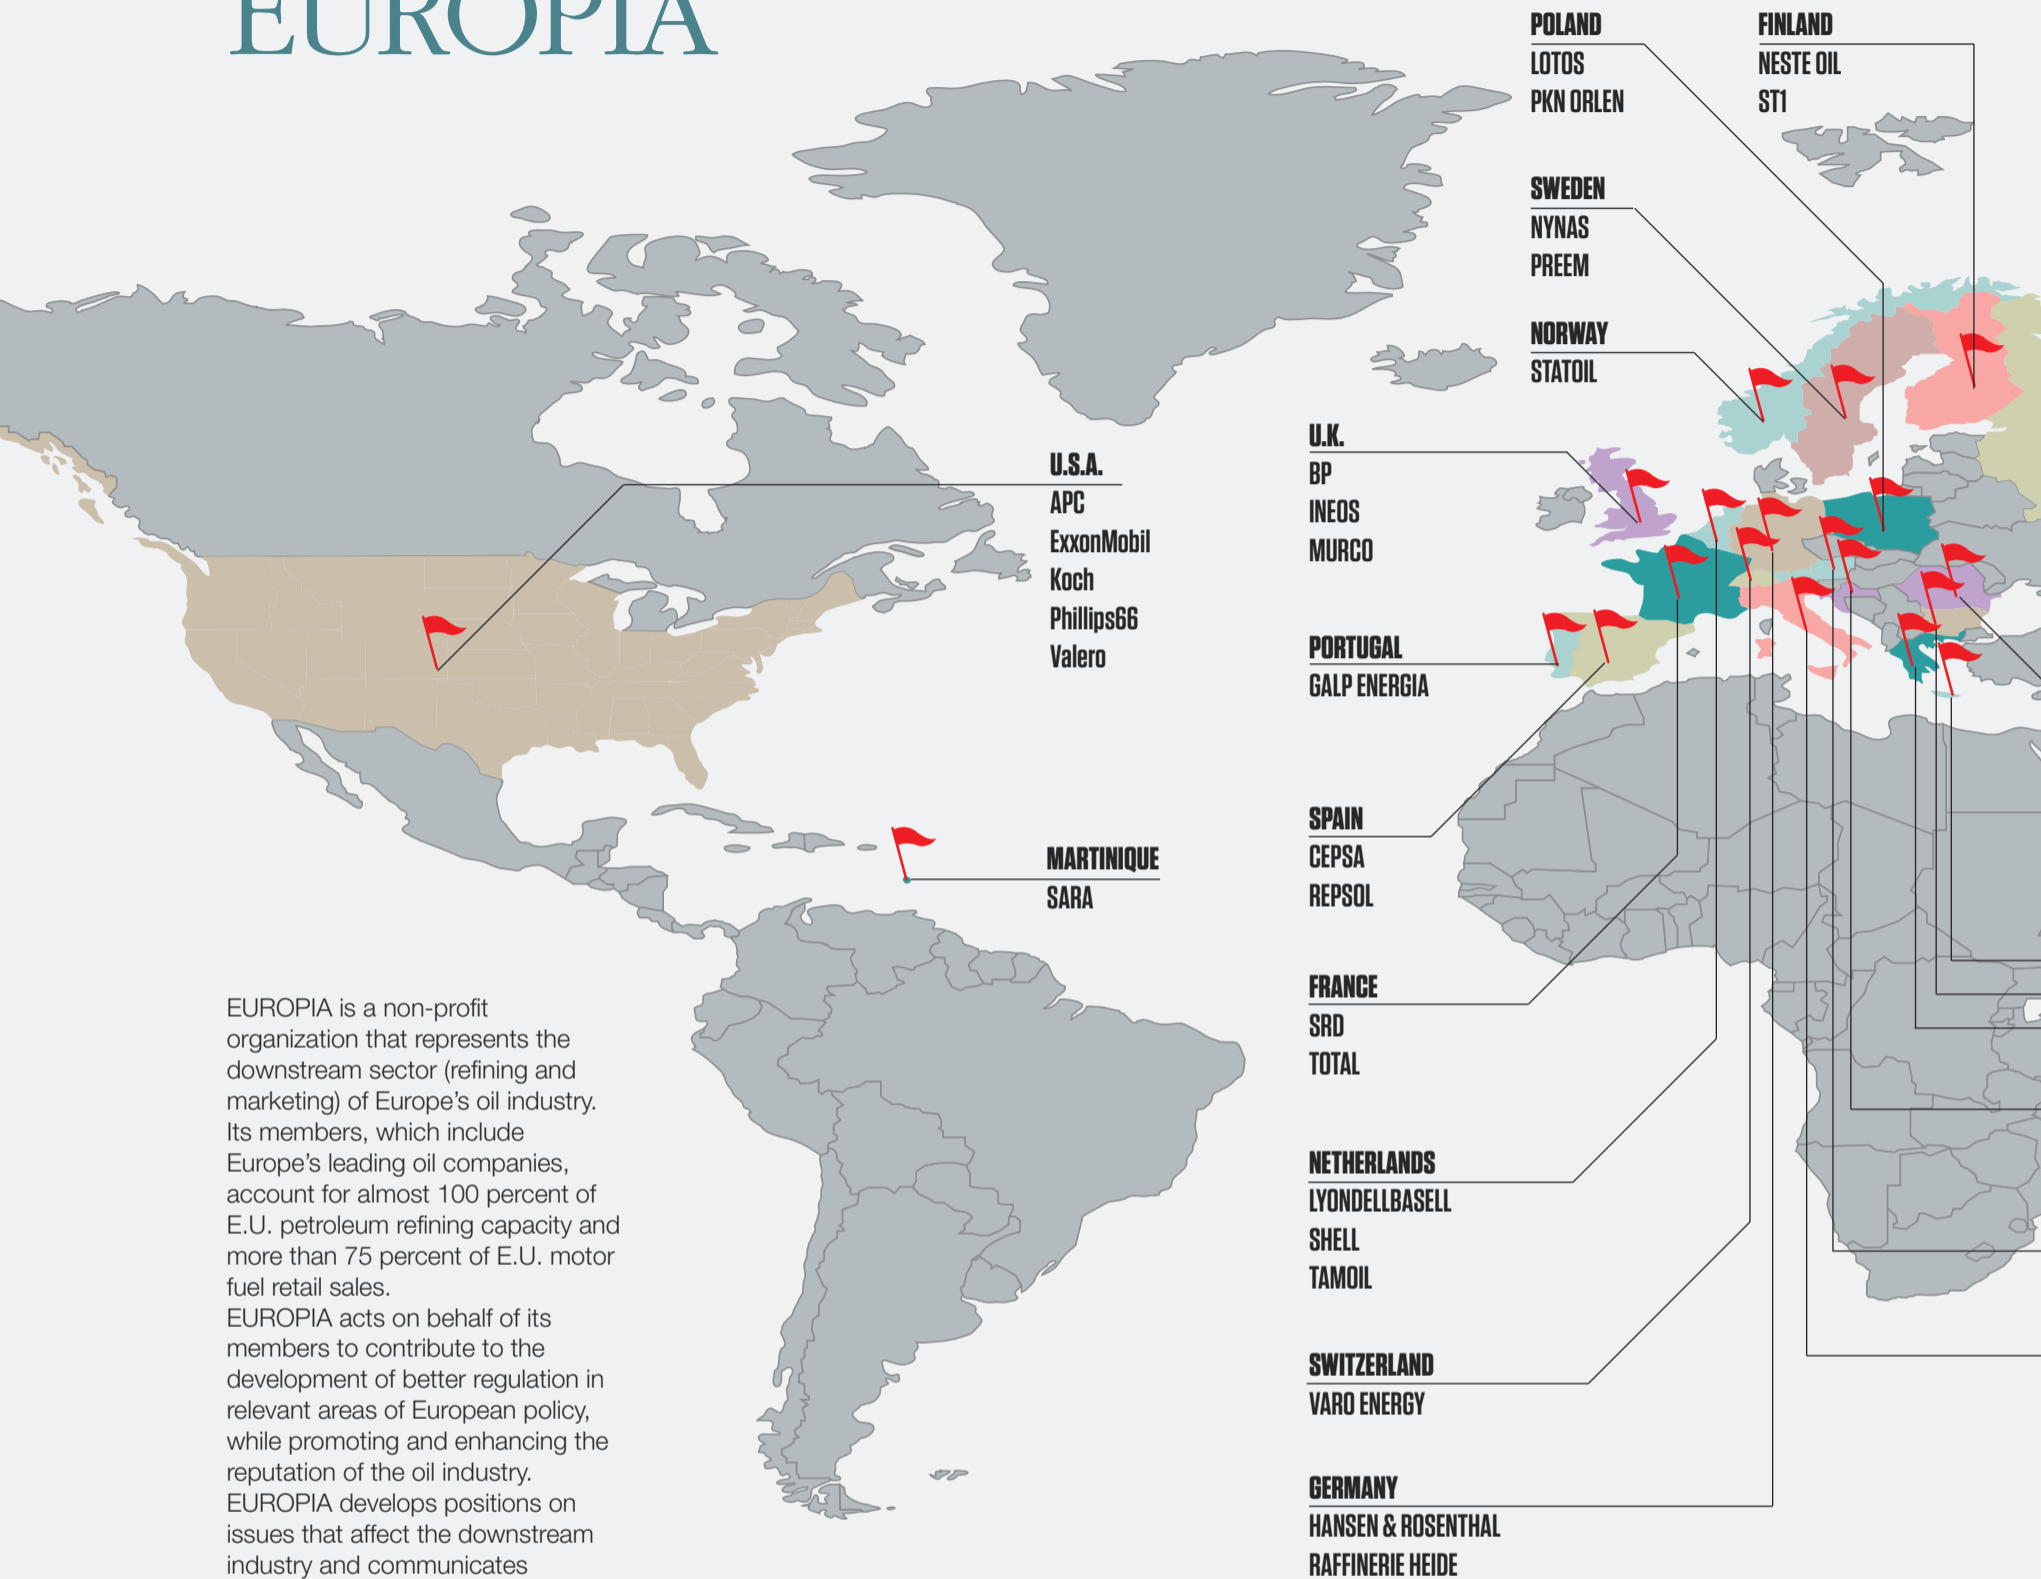 EUROPIA
POLAND
LOTOS
PKN ORLEN
FINLAND
NESTE OIL
ST1
SWEDEN
NYNAS
PREEM
NORWAY
STATOIL
U.K.
BP
INEOS
MURCO
U.S.A.
APC
ExxonMobil
Koch
Phillips66
Valero
PORTUGAL
GALP ENERGIA
SPAIN
CEPSA
REPSOL
MARTINIQUE
SARA
FRANCE
SRD
TOTAL
NETHERLANDS
LYONDELLBASELL
SHELL
TAMOIL
SWITZERLAND
VARO ENERGY
GERMANY
HANSEN & ROSENTHAL
RAFFINERIE HEIDE
EUROPIA is a non-profit
organization that represents the
downstream sector (refining and
marketing) of Europe's oil industry.
Its members, which include
Europe's leading oil companies,
account for almost 100 percent of
E.U. petroleum refining capacity and
more than 75 percent of E.U. motor
fuel retail sales.
EUROPIA acts on behalf of its
members to contribute to the
development of better regulation in
relevant areas of European policy,
while promoting and enhancing the
reputation of the oil industry.
EUROPIA develops positions on
issues that affect the downstream
industry and communicates